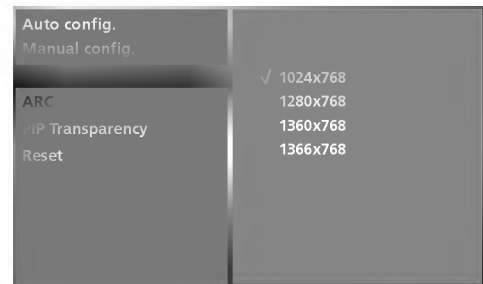 Auto config.
Manual config.
ARC
PIP Transparency
Reset
√ 1024x768
1280x768
1360x768
1366x768